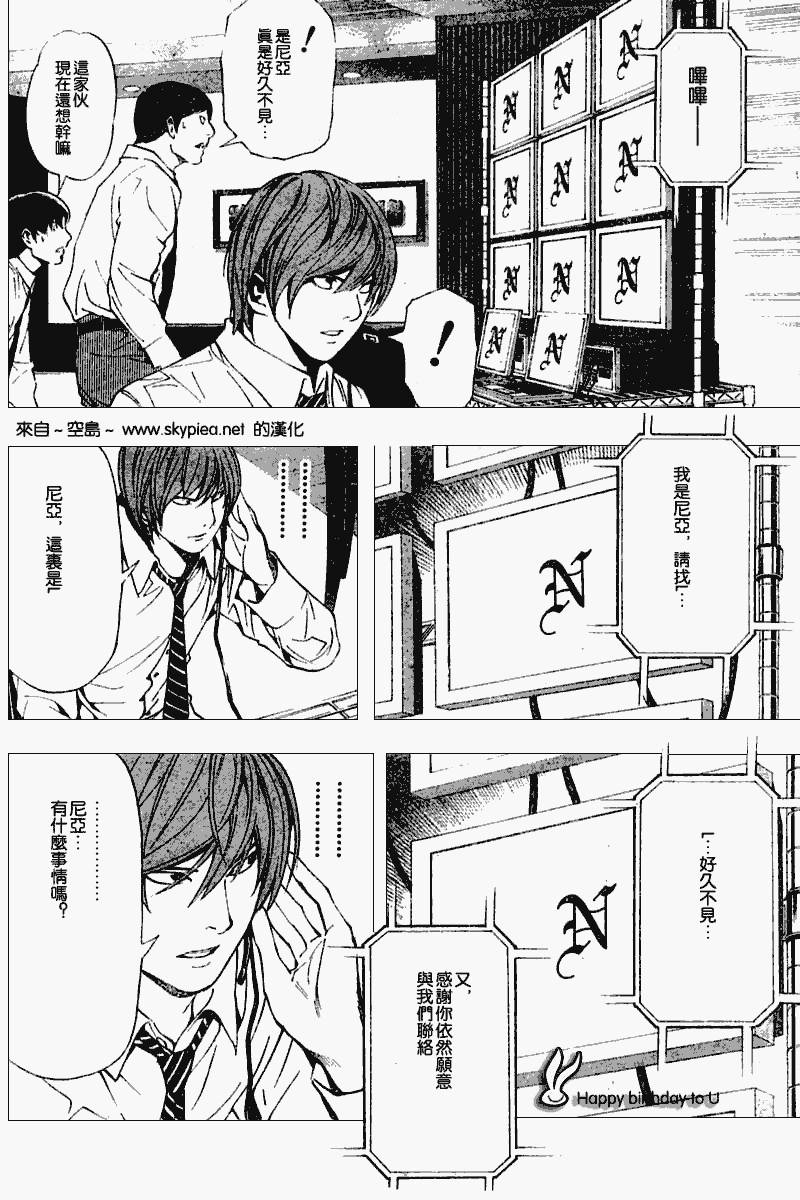 嗶嗶──
!
是尼亞
眞是好久不見…
這家伙
現在還想幹嘛
!
來自～空島～ www.skypiea.net 的漢化
我是尼亞，請找L…
………
尼亞，這裏是L
L…好久不見…
又，
感謝你依然願意
與我們聯絡
………
…………
尼亞…
有什麼事情嗎？
Happy birthday to U
N
N
N
N
N
N
N
N
N
N
N
N
N